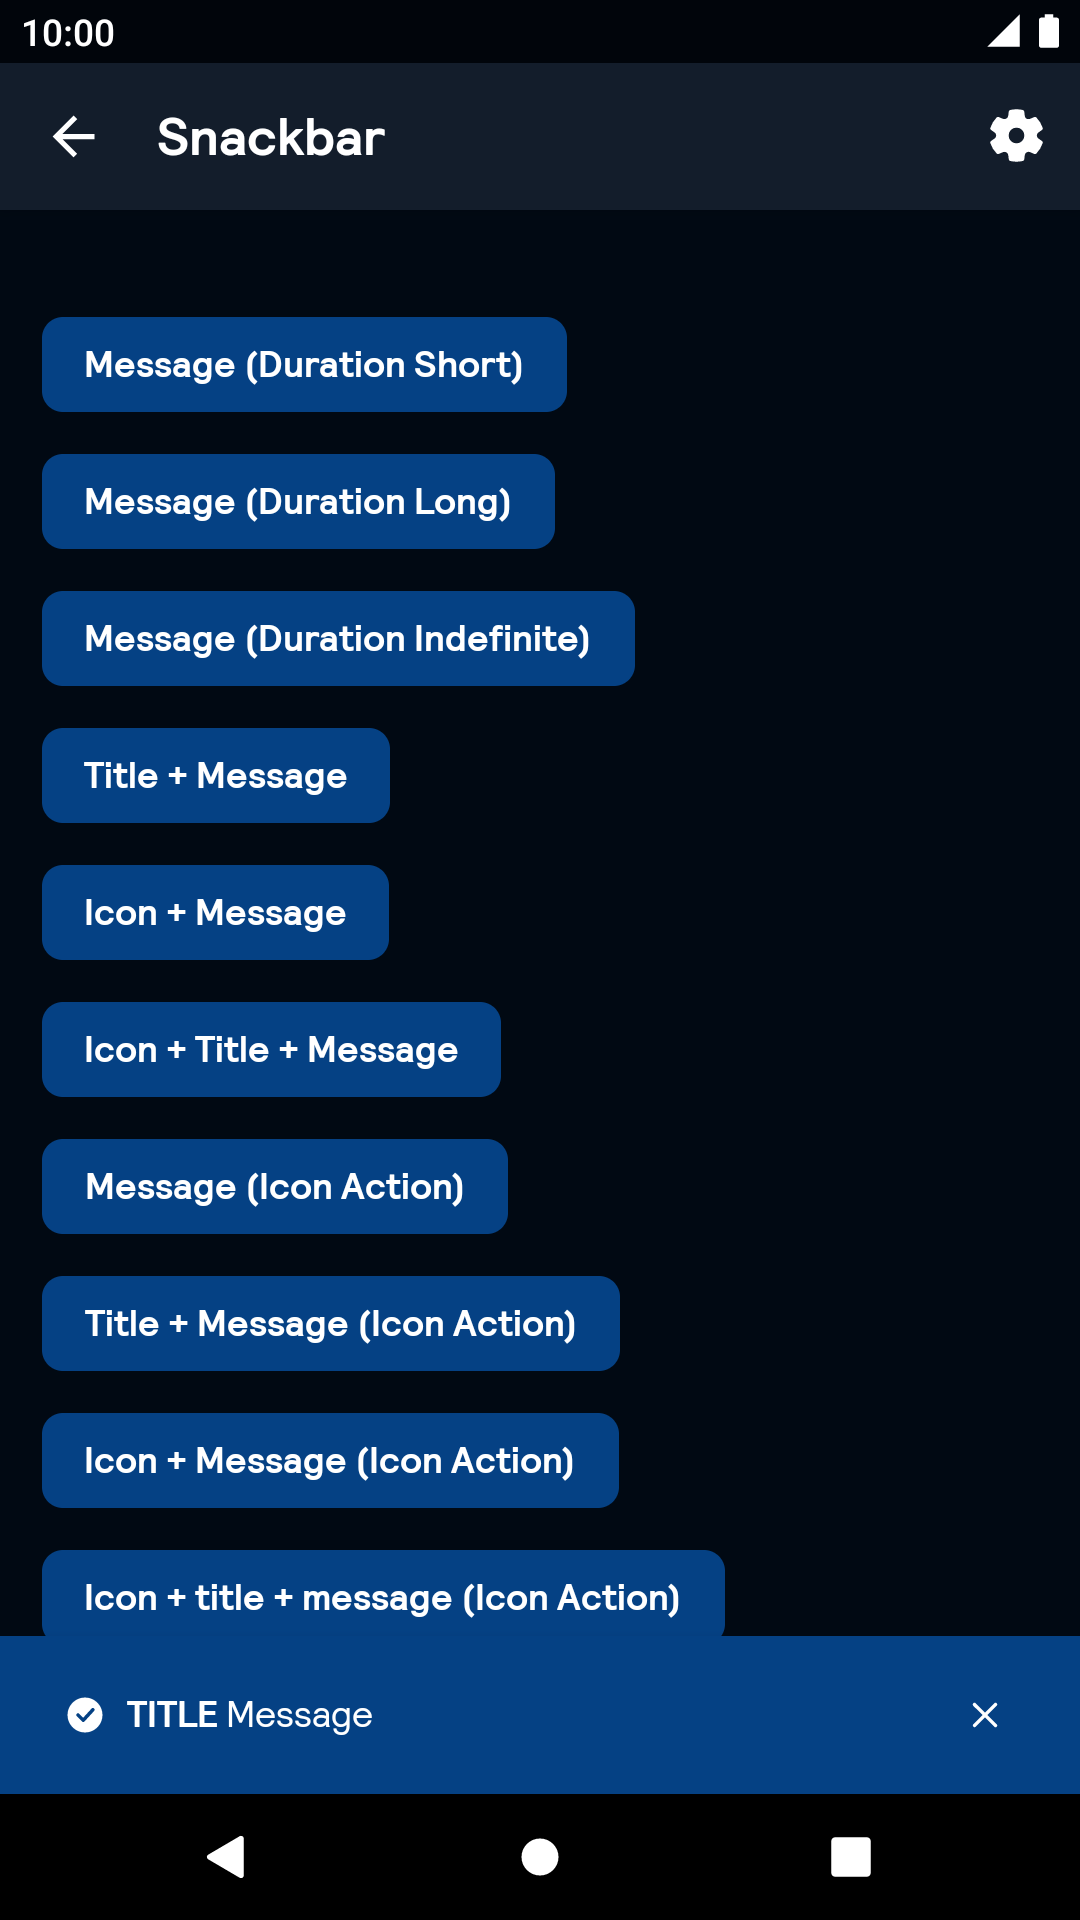 10:00
Snackbar
Message (Duration Short)
Message (Duration Long)
Message (Duration Indefinite)
Title + Message
Icon + Message
Icon + Title + Message
Message (Icon Action)
Title + Message (Icon Action)
Icon + Message (Icon Action)
Icon + title + message (Icon Action)
TITLE Message